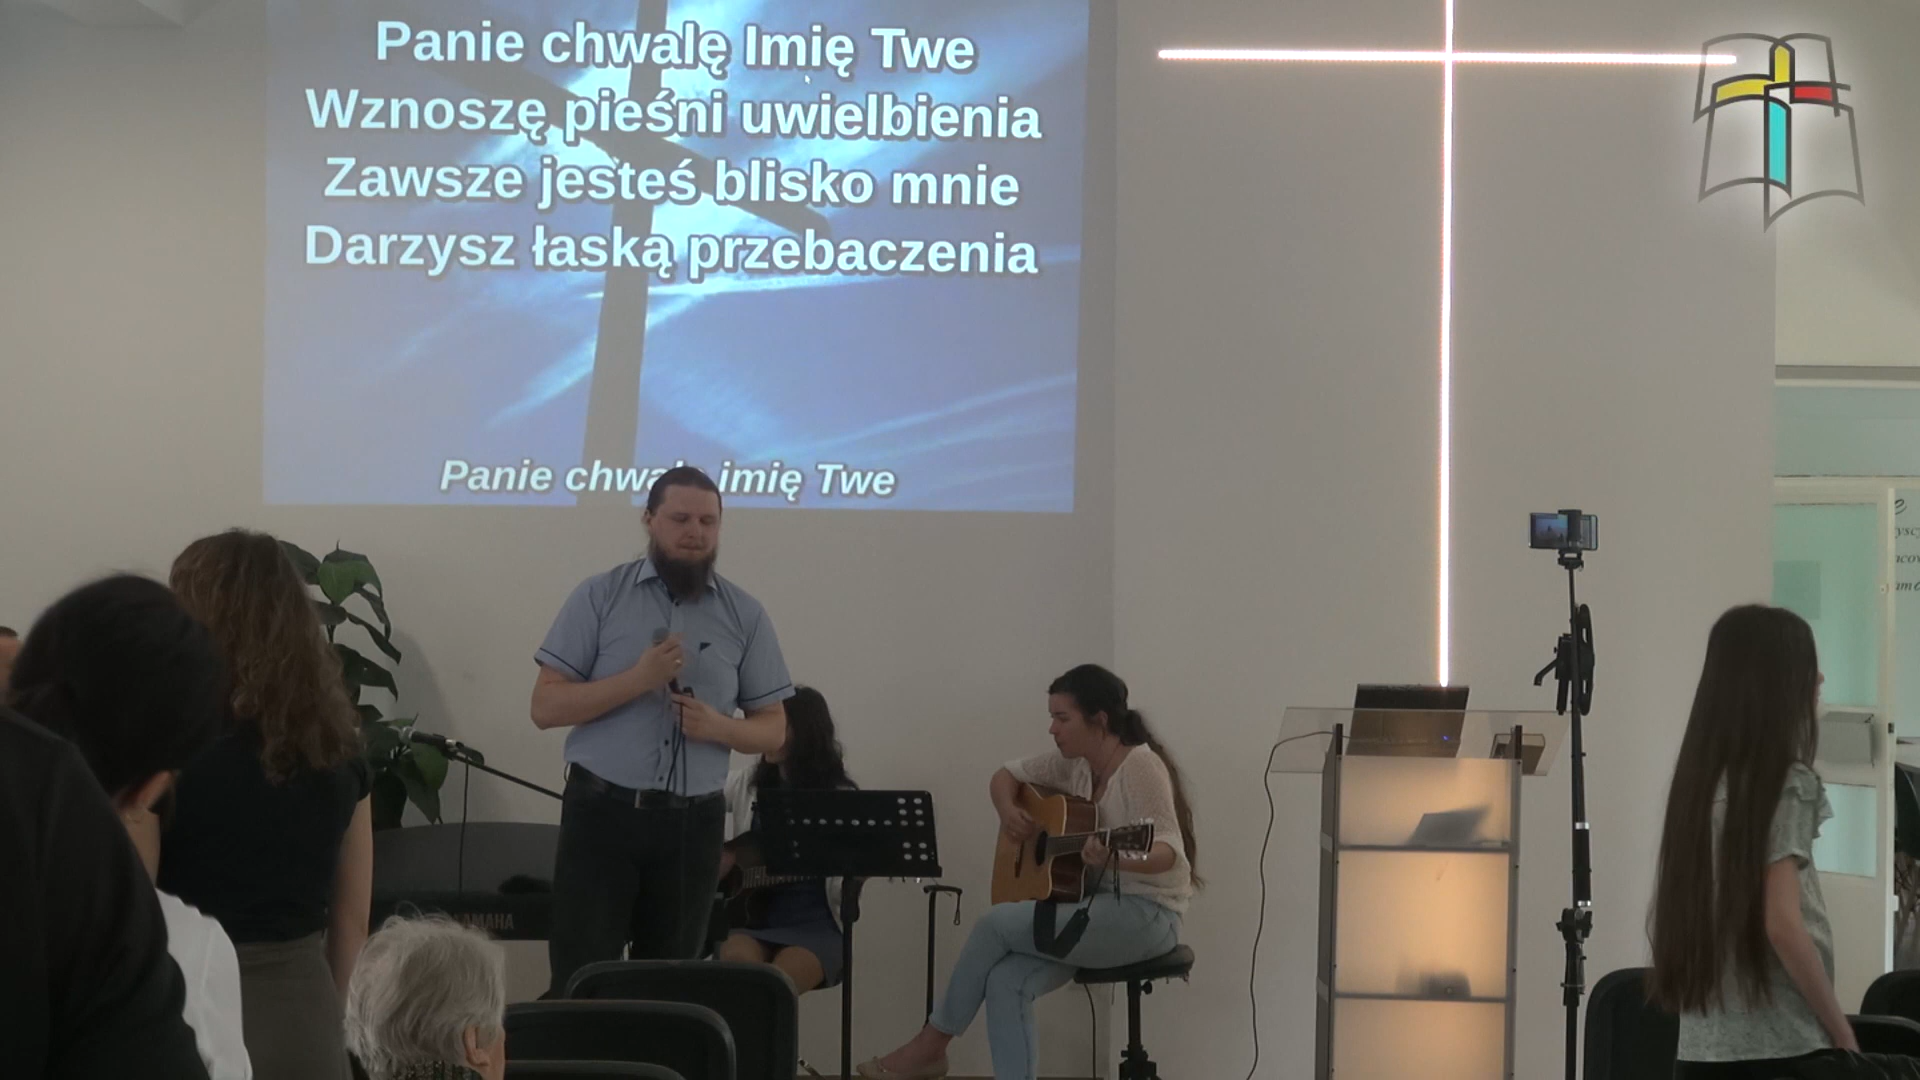 Panie chwalę Imię Twe
Wznoszę pieśni uwielbienia
Zawsze jesteś blisko mnie
Darzysz łaską przebaczenia
Panie chwalę imię Twe
YAMAHA